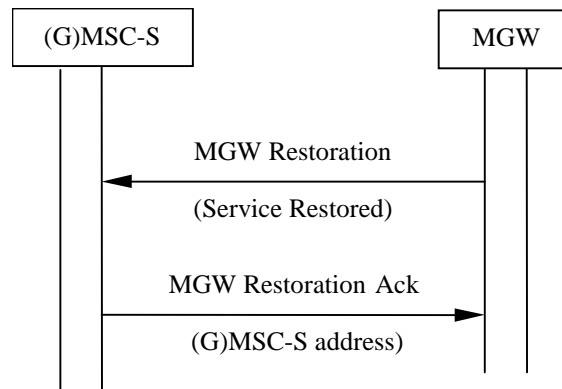 (G)MSC-S
MGW
MGW Restoration
(Service Restored)
MGW Restoration Ack
(G)MSC-S address)